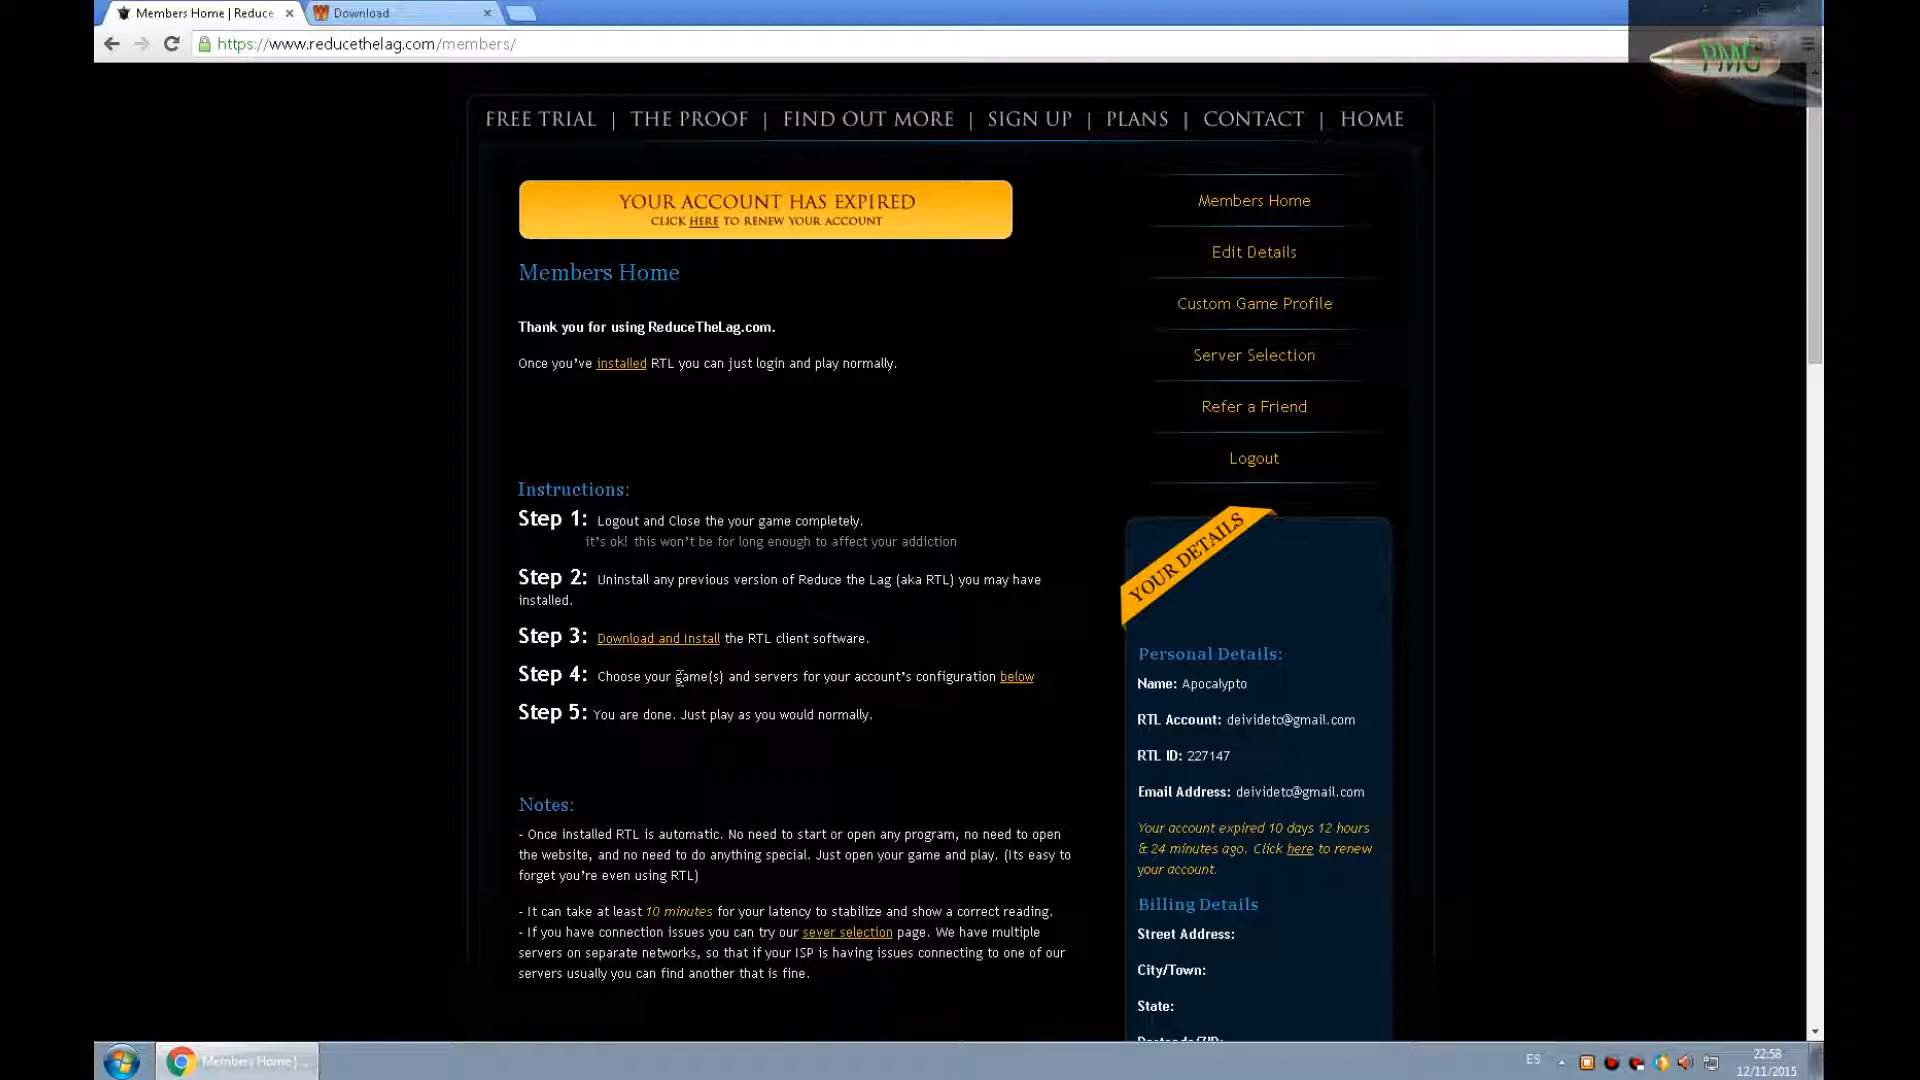 Members Home | Reduce
Download
https://www.reducethelag.com/members/
PMG
FREE TRIAL | THE PROOF | FIND OUT MORE | SIGN UP | PLANS | CONTACT | HOME
YOUR ACCOUNT HAS EXPIRED
CLICK HERE TO RENEW YOUR ACCOUNT
Members Home
Thank you for using ReduceTheLag.com.
Once you've installed RTL you can just login and play normally.
Instructions:
Step 1: Logout and Close the your game completely.
it's ok! this won't be for long enough to affect your addiction
Step 2: Uninstall any previous version of Reduce the Lag (aka RTL) you may have
installed.
Step 3: Download and Install the RTL client software.
Step 4: Choose your game(s) and servers for your account's configuration below
Step 5: You are done. Just play as you would normally.
Notes:
- Once installed RTL is automatic. No need to start or open any program, no need to open
the website, and no need to do anything special. Just open your game and play. (Its easy to
forget you're even using RTL)
- It can take at least 10 minutes for your latency to stabilize and show a correct reading.
- If you have connection issues you can try our sever selection page. We have multiple
servers on separate networks, so that if your ISP is having issues connecting to one of our
servers usually you can find another that is fine.
Members Home
Edit Details
Custom Game Profile
Server Selection
Refer a Friend
Logout
YOUR DETAILS
Personal Details:
Name: Apocalypto
RTL Account: deividetc@gmail.com
RTL ID: 227147
Email Address: deividetc@gmail.com
Your account expired 10 days 12 hours
& 24 minutes ago. Click here to renew
your account.
Billing Details
Street Address:
City/Town:
State:
Postcode/ZIP:
Members Home |...
ES
22:58
12/11/2015